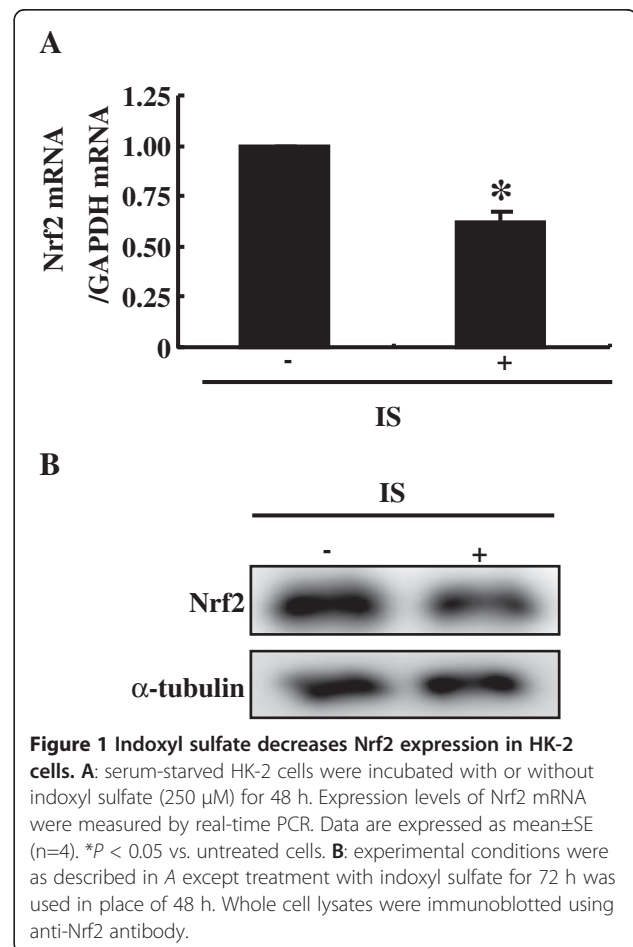 A
Nrf2 mRNA
/GAPDH mRNA
1.25
1.00
0.75
0.50
0.25
0
*
- +
IS
B
IS
- +
Nrf2
α-tubulin
Figure 1 Indoxyl sulfate decreases Nrf2 expression in HK-2
cells. A: serum-starved HK-2 cells were incubated with or without
indoxyl sulfate (250 μM) for 48 h. Expression levels of Nrf2 mRNA
were measured by real-time PCR. Data are expressed as mean±SE
(n=4). *P < 0.05 vs. untreated cells. B: experimental conditions were
as described in A except treatment with indoxyl sulfate for 72 h was
used in place of 48 h. Whole cell lysates were immunoblotted using
anti-Nrf2 antibody.